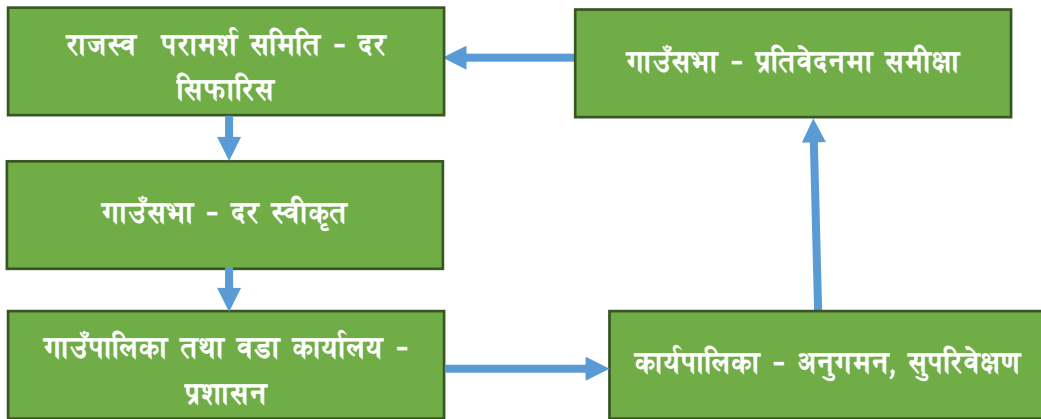 राजस्व परामर्श समिति - दर
सिफारिस
गाउँसभा - प्रतिवेदनमा समीक्षा
गाउँसभा - दर स्वीकृत
गाउँपालिका तथा वडा कार्यालय -
प्रशासन
कार्यपालिका - अनुगमन, सुपरिवेक्षण